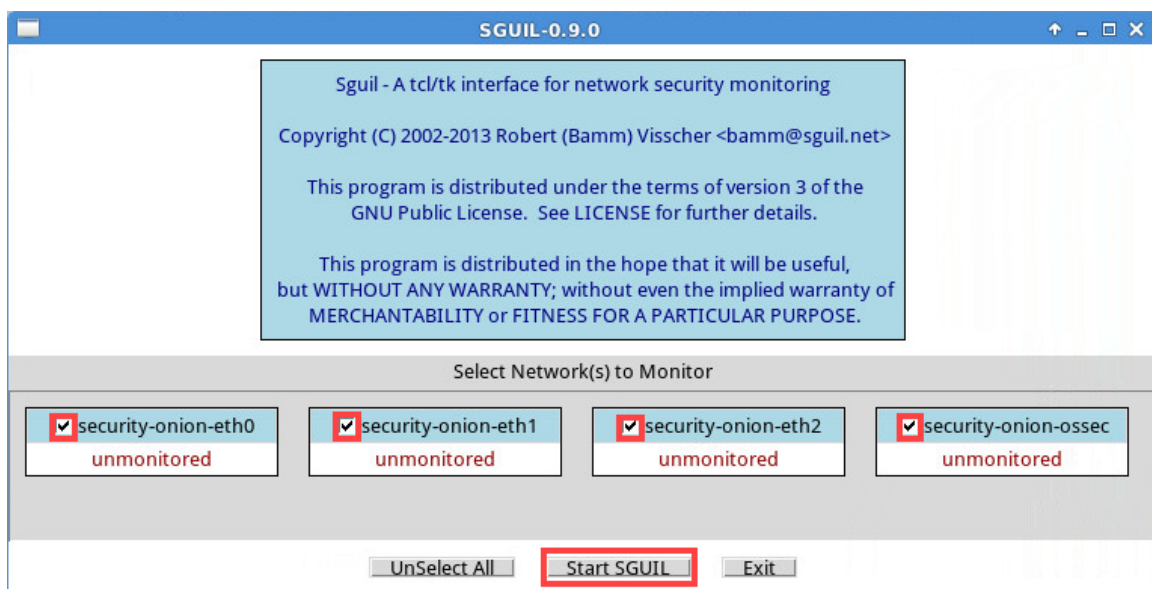 SGUIL-0.9.0
Sguil - A tcl/tk interface for network security monitoring
Copyright (C) 2002-2013 Robert (Bamm) Visscher <bamm@sguil.net>
This program is distributed under the terms of version 3 of the
GNU Public License. See LICENSE for further details.
This program is distributed in the hope that it will be useful,
but WITHOUT ANY WARRANTY; without even the implied warranty of
MERCHANTABILITY or FITNESS FOR A PARTICULAR PURPOSE.
Select Network(s) to Monitor
security-onion-eth0 security-onion-eth1 security-onion-eth2 security-onion-ossec
unmonitored unmonitored unmonitored unmonitored
UnSelect All Start SGUIL Exit